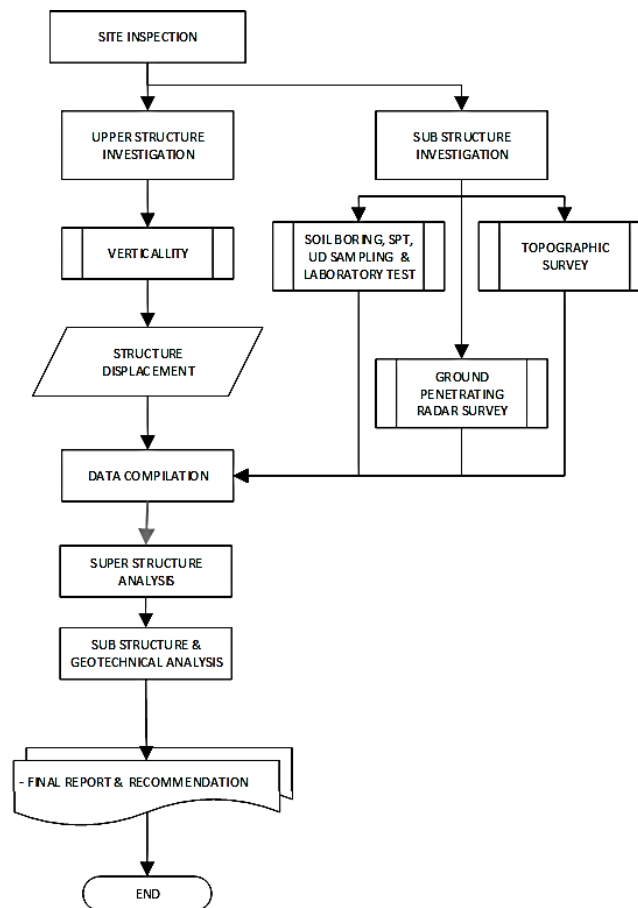 SITE INSPECTION
UPPER STRUCTURE
INVESTIGATION
SUB STRUCTURE
INVESTIGATION
VERTICALLITY
SOIL BORING, SPT,
UD SAMPLING &
LABORATORY TEST
TOPOGRAPHIC
SURVEY
STRUCTURE
DISPLACEMENT
GROUND
PENETRATING
RADAR SURVEY
DATA COMPILATION
SUPER STRUCTURE
ANALYSIS
SUB STRUCTURE &
GEOTECHNICAL ANALYSIS
- FINAL REPORT & RECOMMENDATION
END